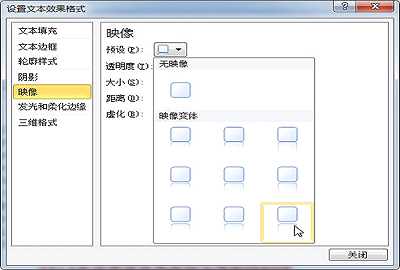 设置文本效果格式
文本填充
文本边框
轮廓样式
阴影
映像
发光和柔化边缘
三维格式
映像
预设(P):
透明度(T):
大小(S):
距离(D):
虚化(B):
无映像
映像变体
关闭